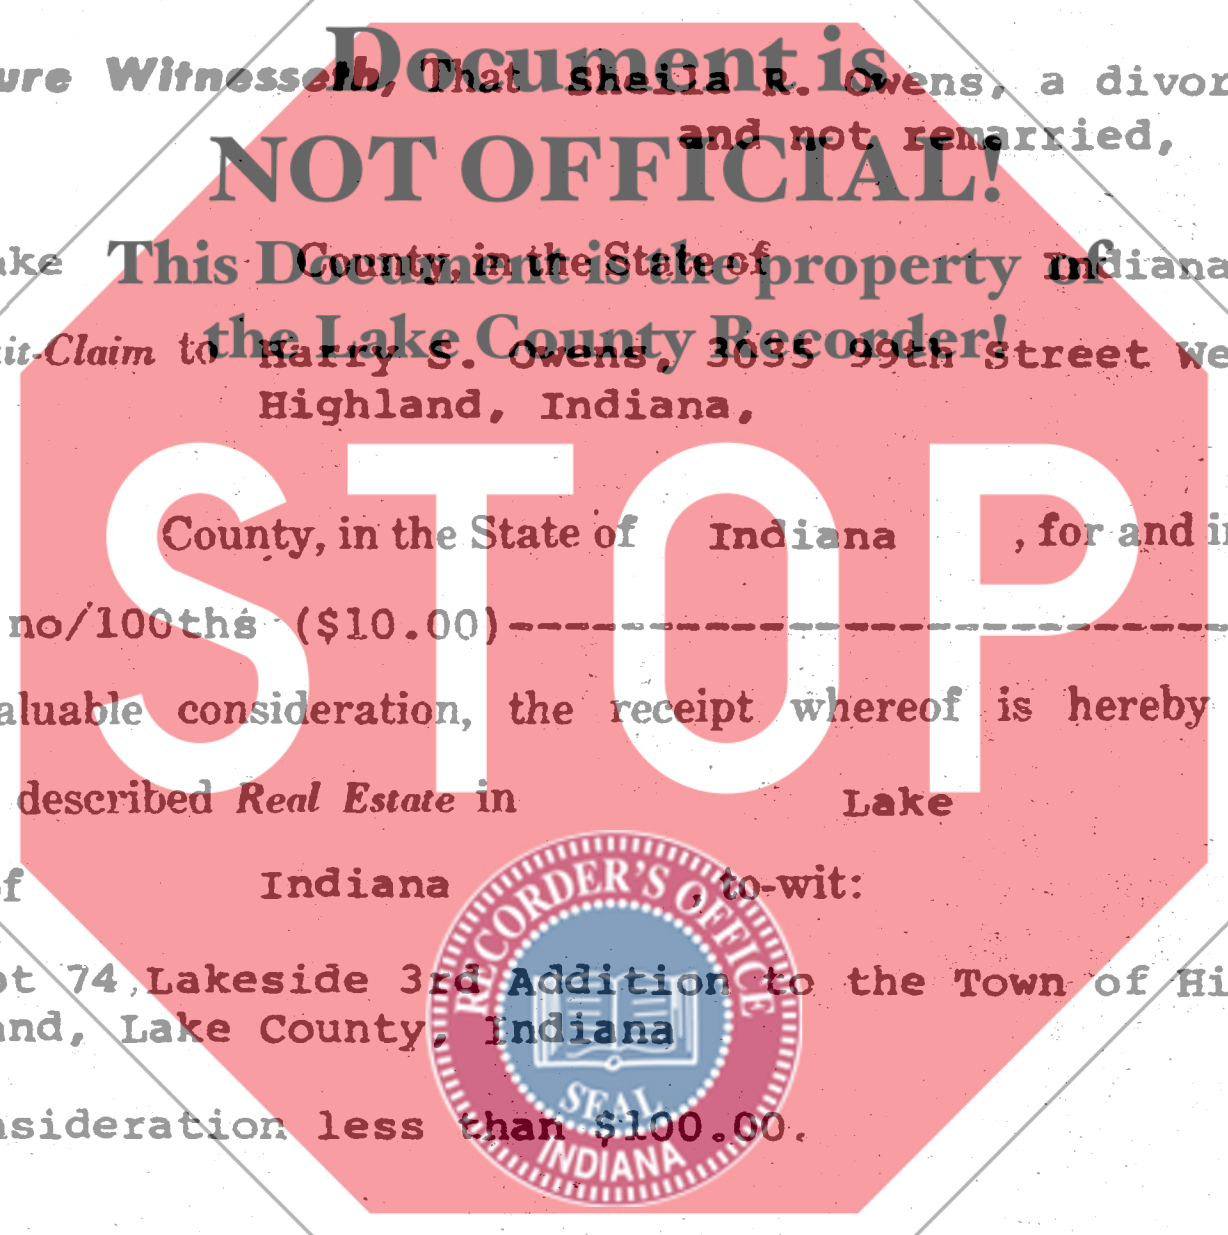 Document is
NOT OFFICIAL!
This Document is the property of
the Lake County Recorder!
STOP
ure Witnesseth, That Sheila R. Owens, a divor
and not remarried,
ake County, in the State of Indiana
it-Claim to Harry S. Owens, 3035 99th Street We
Highland, Indiana,
County, in the State of Indiana , for and in
no/100ths ($10.00)--------------------------
aluable consideration, the receipt whereof is hereby
described Real Estate in Lake
of Indiana , to-wit:
ot 74, Lakeside 3rd Addition to the Town of Hi
and, Lake County, Indiana
nsideration less than $100.00.
RECORDER'S OFFICE
SEAL
INDIANA